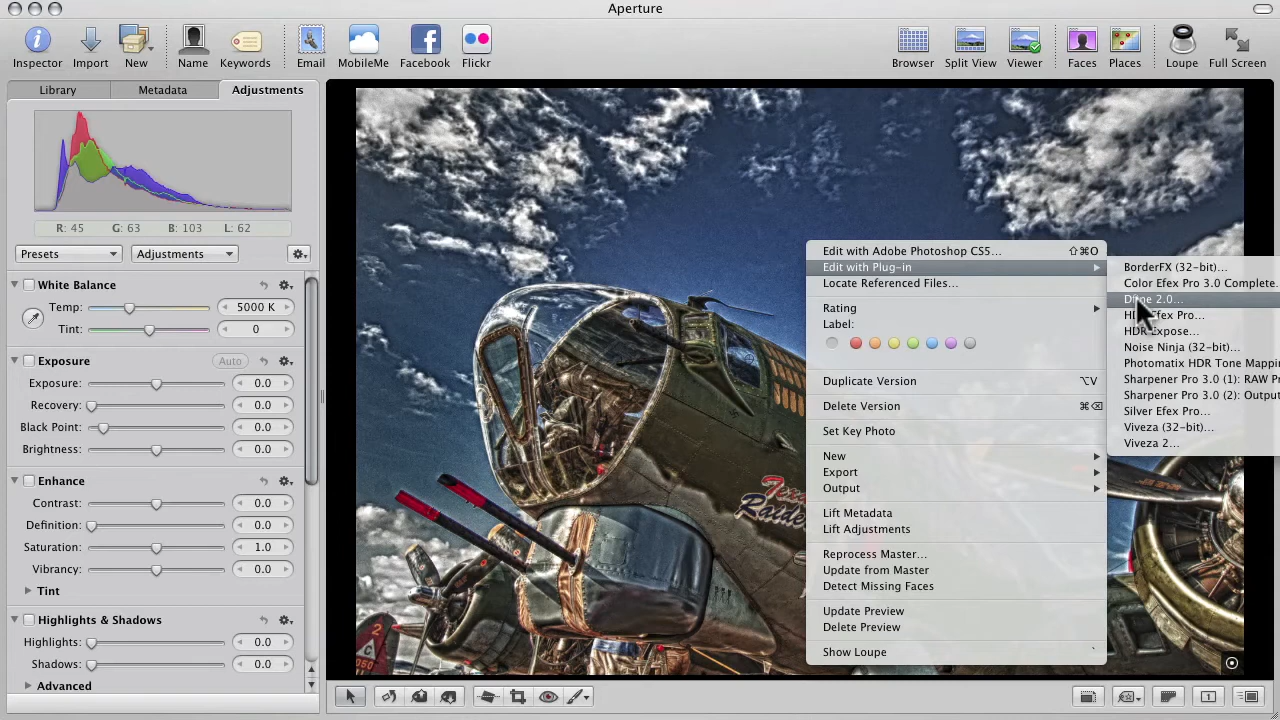 Aperture
Inspector Import New Name Keywords Email MobileMe Facebook Flickr Browser Split View Viewer Faces Places Loupe Full Screen
Library Metadata Adjustments
R: 45 G: 63 B: 103 L: 62
Presets Adjustments
White Balance
Temp: 5000 K
Tint: 0
Exposure Auto
Exposure: 0.0
Recovery: 0.0
Black Point: 0.0
Brightness: 0.0
Enhance
Contrast: 0.0
Definition: 0.0
Saturation: 1.0
Vibrancy: 0.0
Tint
Highlights & Shadows
Highlights: 0.0
Shadows: 0.0
Advanced
Edit with Adobe Photoshop CS5... ⇧⌘O
Edit with Plug-in
Locate Referenced Files...
Rating
Label:
Duplicate Version ⌥V
Delete Version ⌘⌫
Set Key Photo
New
Export
Output
Lift Metadata
Lift Adjustments
Reprocess Master...
Update from Master
Detect Missing Faces
Update Preview
Delete Preview
Show Loupe `
BorderFX (32-bit)...
Color Efex Pro 3.0 Complete.
2.0...
Efex Pro...
HDR Expose...
Noise Ninja (32-bit)...
Photomatix HDR Tone Mappi
Sharpener Pro 3.0 (1): RAW P
Sharpener Pro 3.0 (2): Output
Silver Efex Pro...
Viveza (32-bit)...
Viveza 2...
Raider
2
1